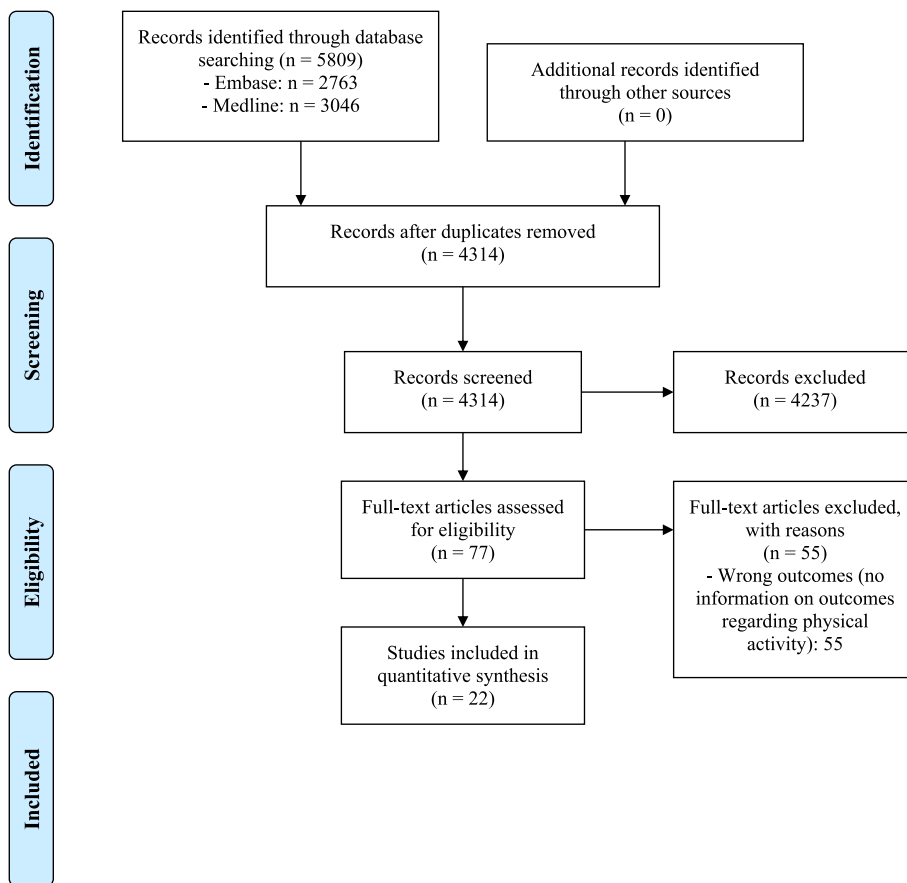 Identification
Records identified through database
searching (n = 5809)
- Embase: n = 2763
- Medline: n = 3046
Additional records identified
through other sources
(n = 0)
Records after duplicates removed
(n = 4314)
Screening
Records screened
(n = 4314)
Records excluded
(n = 4237)
Eligibility
Full-text articles assessed
for eligibility
(n = 77)
Full-text articles excluded,
with reasons
(n = 55)
- Wrong outcomes (no
information on outcomes
regarding physical
activity): 55
Studies included in
quantitative synthesis
(n = 22)
Included